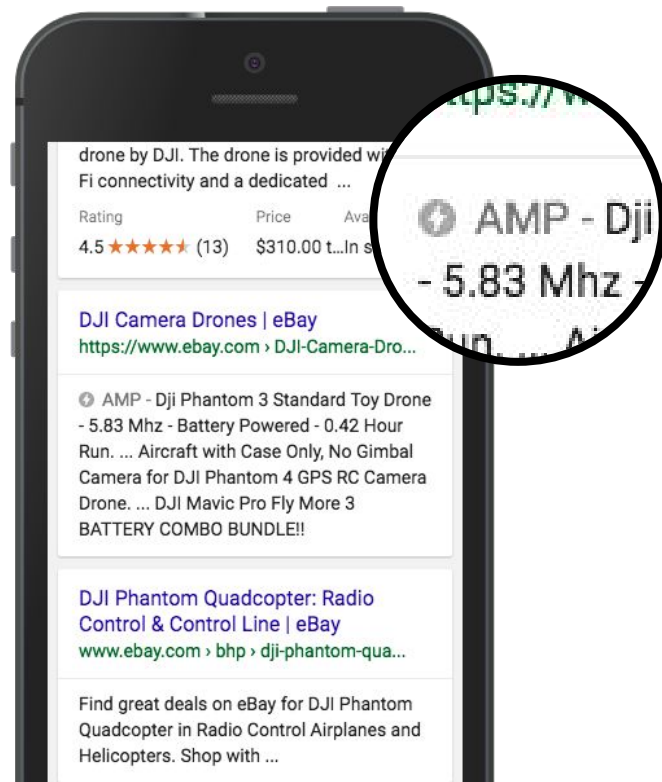 drone by DJI. The drone is provided wi
Fi connectivity and a dedicated ...
Rating Price Ava
4.5 ★★★★★ (13) $310.00 t...In s
DJI Camera Drones | eBay
https://www.ebay.com › DJI-Camera-Dro...
AMP - Dji Phantom 3 Standard Toy Drone
- 5.83 Mhz - Battery Powered - 0.42 Hour
Run. ... Aircraft with Case Only, No Gimbal
Camera for DJI Phantom 4 GPS RC Camera
Drone. ... DJI Mavic Pro Fly More 3
BATTERY COMBO BUNDLE!!
DJI Phantom Quadcopter: Radio
Control & Control Line | eBay
www.ebay.com › bhp › dji-phantom-qua...
Find great deals on eBay for DJI Phantom
Quadcopter in Radio Control Airplanes and
Helicopters. Shop with ...
ttps://w
AMP - Dji
- 5.83 Mhz -
Run. ... Ai